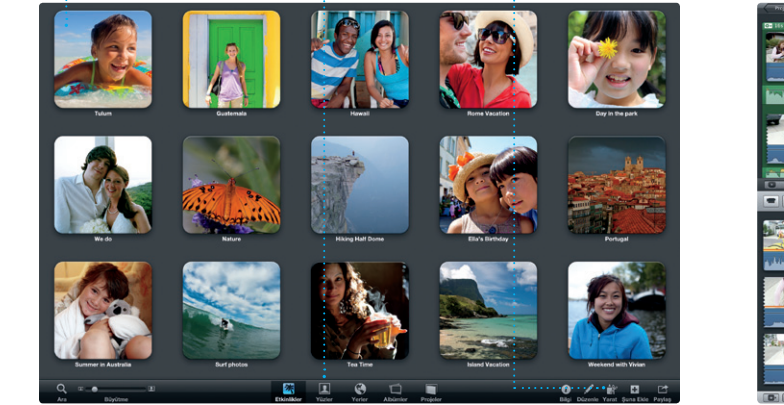 Tulum
Guatemala
Hawaii
Rome Vacation
Day in the park
We do
Nature
Hiking Half Dome
Ella's Birthday
Portugal
Summer in Australia
Surf photos
Tea Time
Island Vacation
Weekend with Vivian
Ara
Büyütme
Etkinlikler
Yüzler
Yerler
Albümler
Projeler
Bilgi
Düzenle
Yarat
Şuna Ekle
Paylaş